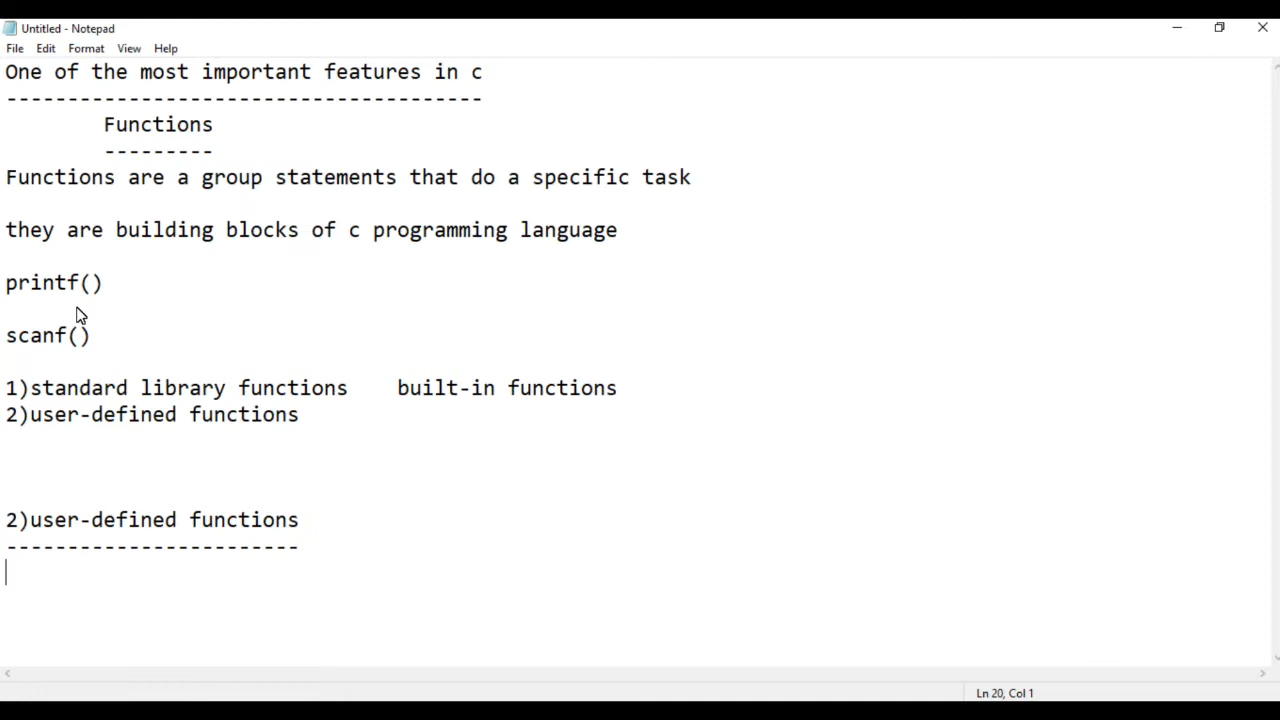 Untitled - Notepad
File Edit Format View Help
One of the most important features in c
---------------------------------------
Functions
---------
Functions are a group statements that do a specific task
they are building blocks of c programming language
printf()
scanf()
1)standard library functions    built-in functions
2)user-defined functions
2)user-defined functions
------------------------
Ln 20, Col 1